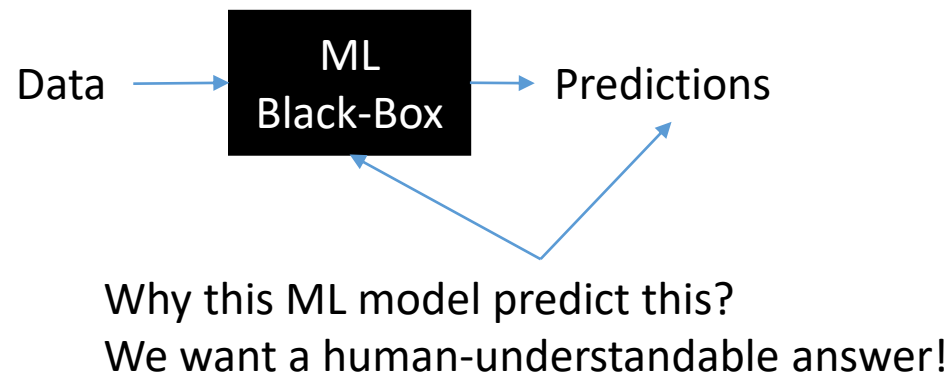 Data
ML
Black-Box
Predictions
Why this ML model predict this?
We want a human-understandable answer!